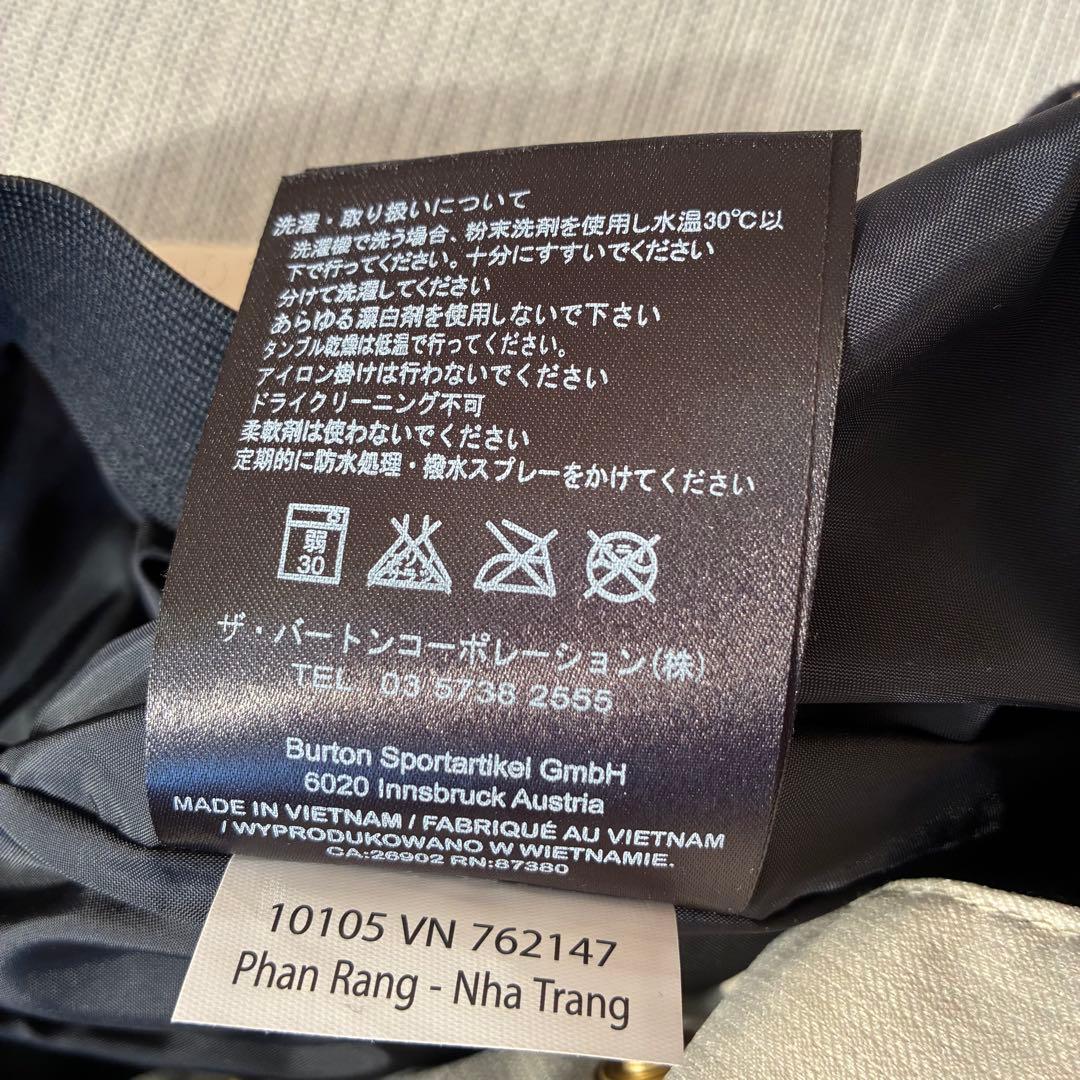 洗濯・取り扱いについて
洗濯機で洗う場合、粉末洗剤を使用し水温30℃以
下で行ってください。十分にすすいでください
分けて洗濯してください
あらゆる漂白剤を使用しないで下さい
タンブル乾燥は低温で行ってください。
アイロン掛けは行わないでください
ドライクリーニング不可
柔軟剤は使わないでください
定期的に防水処理・撥水スプレーをかけてください
弱
30
エンソ
サラシ
ドライ
ザ・バートンコーポレーション(株)
TEL 03 5738 2555
Burton Sportartikel GmbH
6020 Innsbruck Austria
MADE IN VIETNAM / FABRIQUÉ AU VIETNAM
/ WYPRODUKOWANO W WIETNAMIE.
CA:26902 RN:87380
10105 VN 762147
Phan Rang - Nha Trang